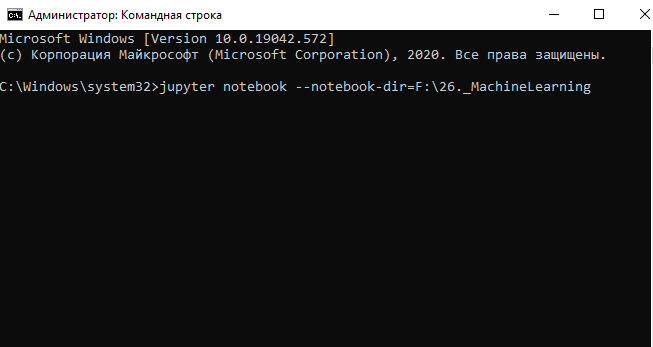 Администратор: Командная строка
Microsoft Windows [Version 10.0.19042.572]
(c) Корпорация Майкрософт (Microsoft Corporation), 2020. Все права защищены.
C:\Windows\system32>jupyter notebook --notebook-dir=F:\26._MachineLearning